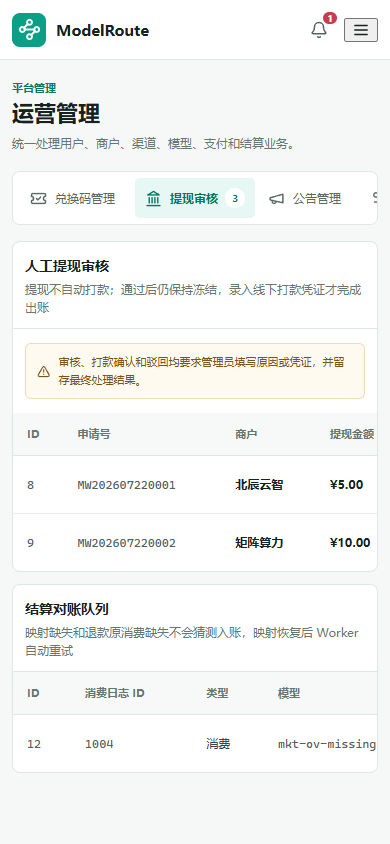 ModelRoute
1
平台管理
运营管理
统一处理用户、商户、渠道、模型、支付和结算业务。
兑换码管理 提现审核 3 公告管理
人工提现审核
提现不自动打款；通过后仍保持冻结，录入线下打款凭证才完成
出账
审核、打款确认和驳回均要求管理员填写原因或凭证，并留
存最终处理结果。
ID 申请号 商户 提现金额
8 MW202607220001 北辰云智 ¥5.00
9 MW202607220002 矩阵算力 ¥10.00
结算对账队列
映射缺失和退款原消费缺失不会猜测入账，映射恢复后 Worker
自动重试
ID 消费日志 ID 类型 模型
12 1004 消费 mkt-ov-missing